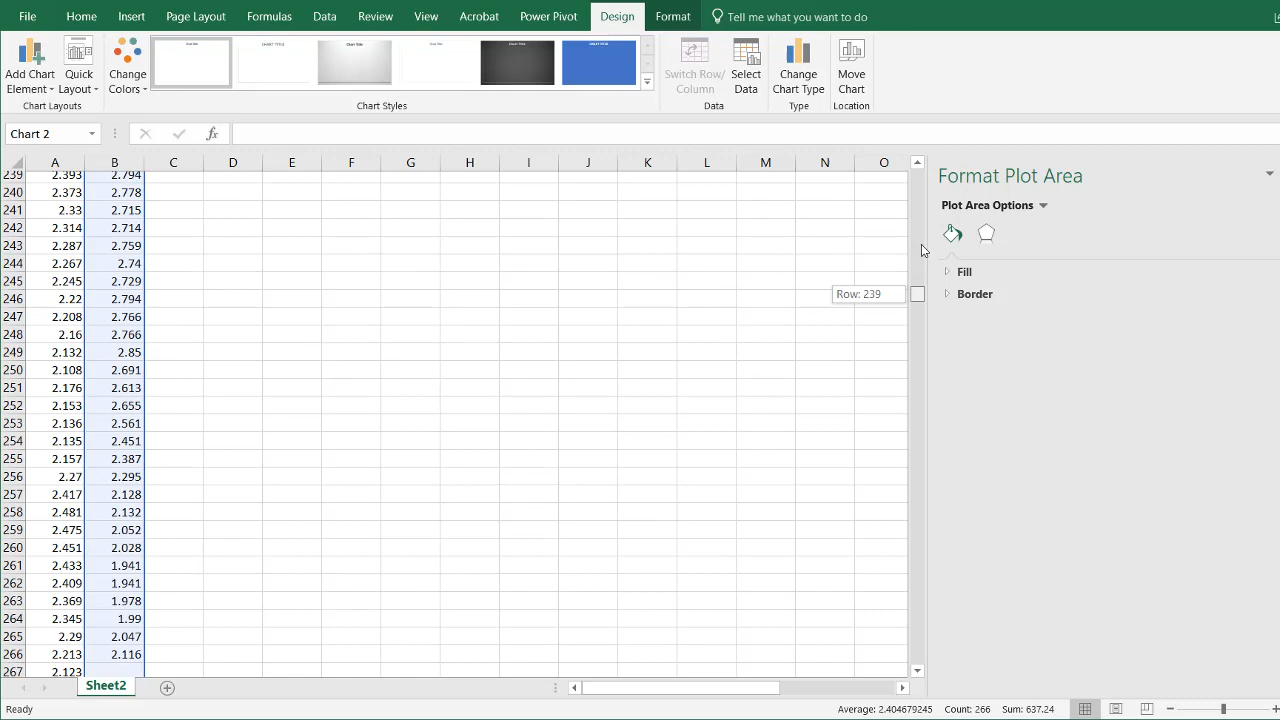 File Home Insert Page Layout Formulas Data Review View Acrobat Power Pivot Design Format Tell me what you want to do
Add Chart Element Quick Layout Change Colors Switch Row/ Column Select Data Change Chart Type Move Chart
Chart Layouts Chart Styles Data Type Location
Chart 2 fx
A B C D E F G H I J K L M N O
239 2.393 2.794
240 2.373 2.778
241 2.33 2.715
242 2.314 2.714
243 2.287 2.759
244 2.267 2.74
245 2.245 2.729
246 2.22 2.794
247 2.208 2.766
248 2.16 2.766
249 2.132 2.85
250 2.108 2.691
251 2.176 2.613
252 2.153 2.655
253 2.136 2.561
254 2.135 2.451
255 2.157 2.387
256 2.27 2.295
257 2.417 2.128
258 2.481 2.132
259 2.475 2.052
260 2.451 2.028
261 2.433 1.941
262 2.409 1.941
263 2.369 1.978
264 2.345 1.99
265 2.29 2.047
266 2.213 2.116
267 2.123
Row: 239
Format Plot Area
Plot Area Options
Fill
Border
Sheet2
Ready Average: 2.404679245 Count: 266 Sum: 637.24